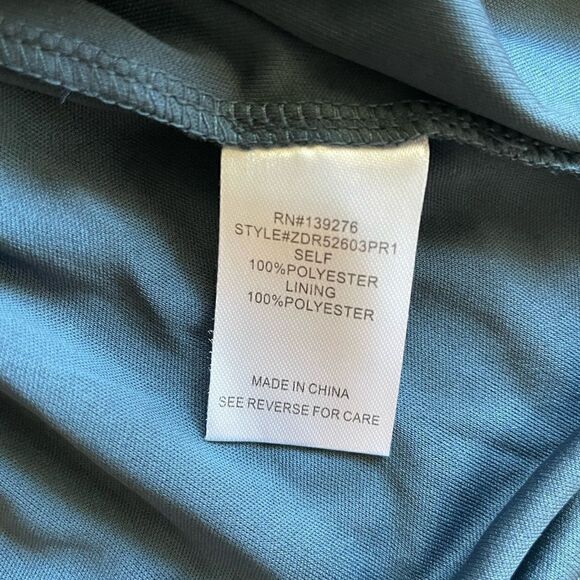 RN#139276
STYLE#ZDR52603PR1
SELF
100%POLYESTER
LINING
100%POLYESTER
MADE IN CHINA
SEE REVERSE FOR CARE